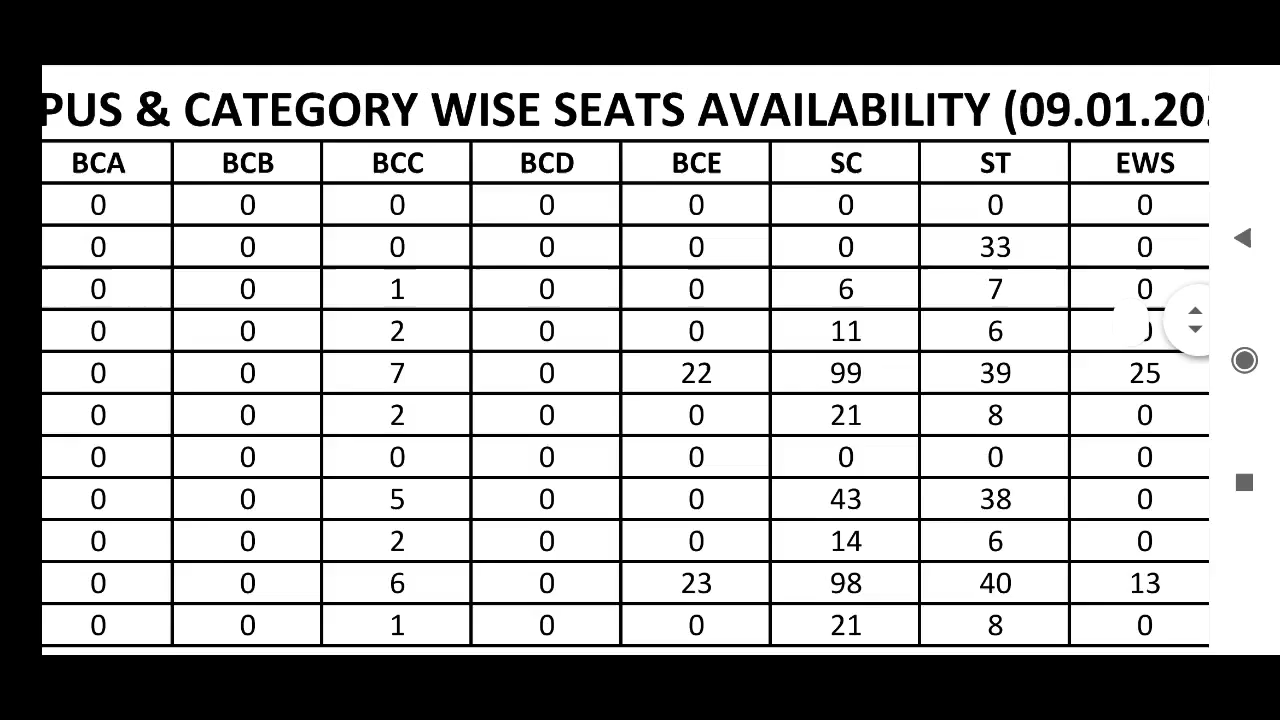 PUS & CATEGORY WISE SEATS AVAILABILITY (09.01.20
BCA BCB BCC BCD BCE SC ST EWS
0 0 0 0 0 0 0 0
0 0 0 0 0 0 33 0
0 0 1 0 0 6 7 0
0 0 2 0 0 11 6
0 0 7 0 22 99 39 25
0 0 2 0 0 21 8 0
0 0 0 0 0 0 0 0
0 0 5 0 0 43 38 0
0 0 2 0 0 14 6 0
0 0 6 0 23 98 40 13
0 0 1 0 0 21 8 0